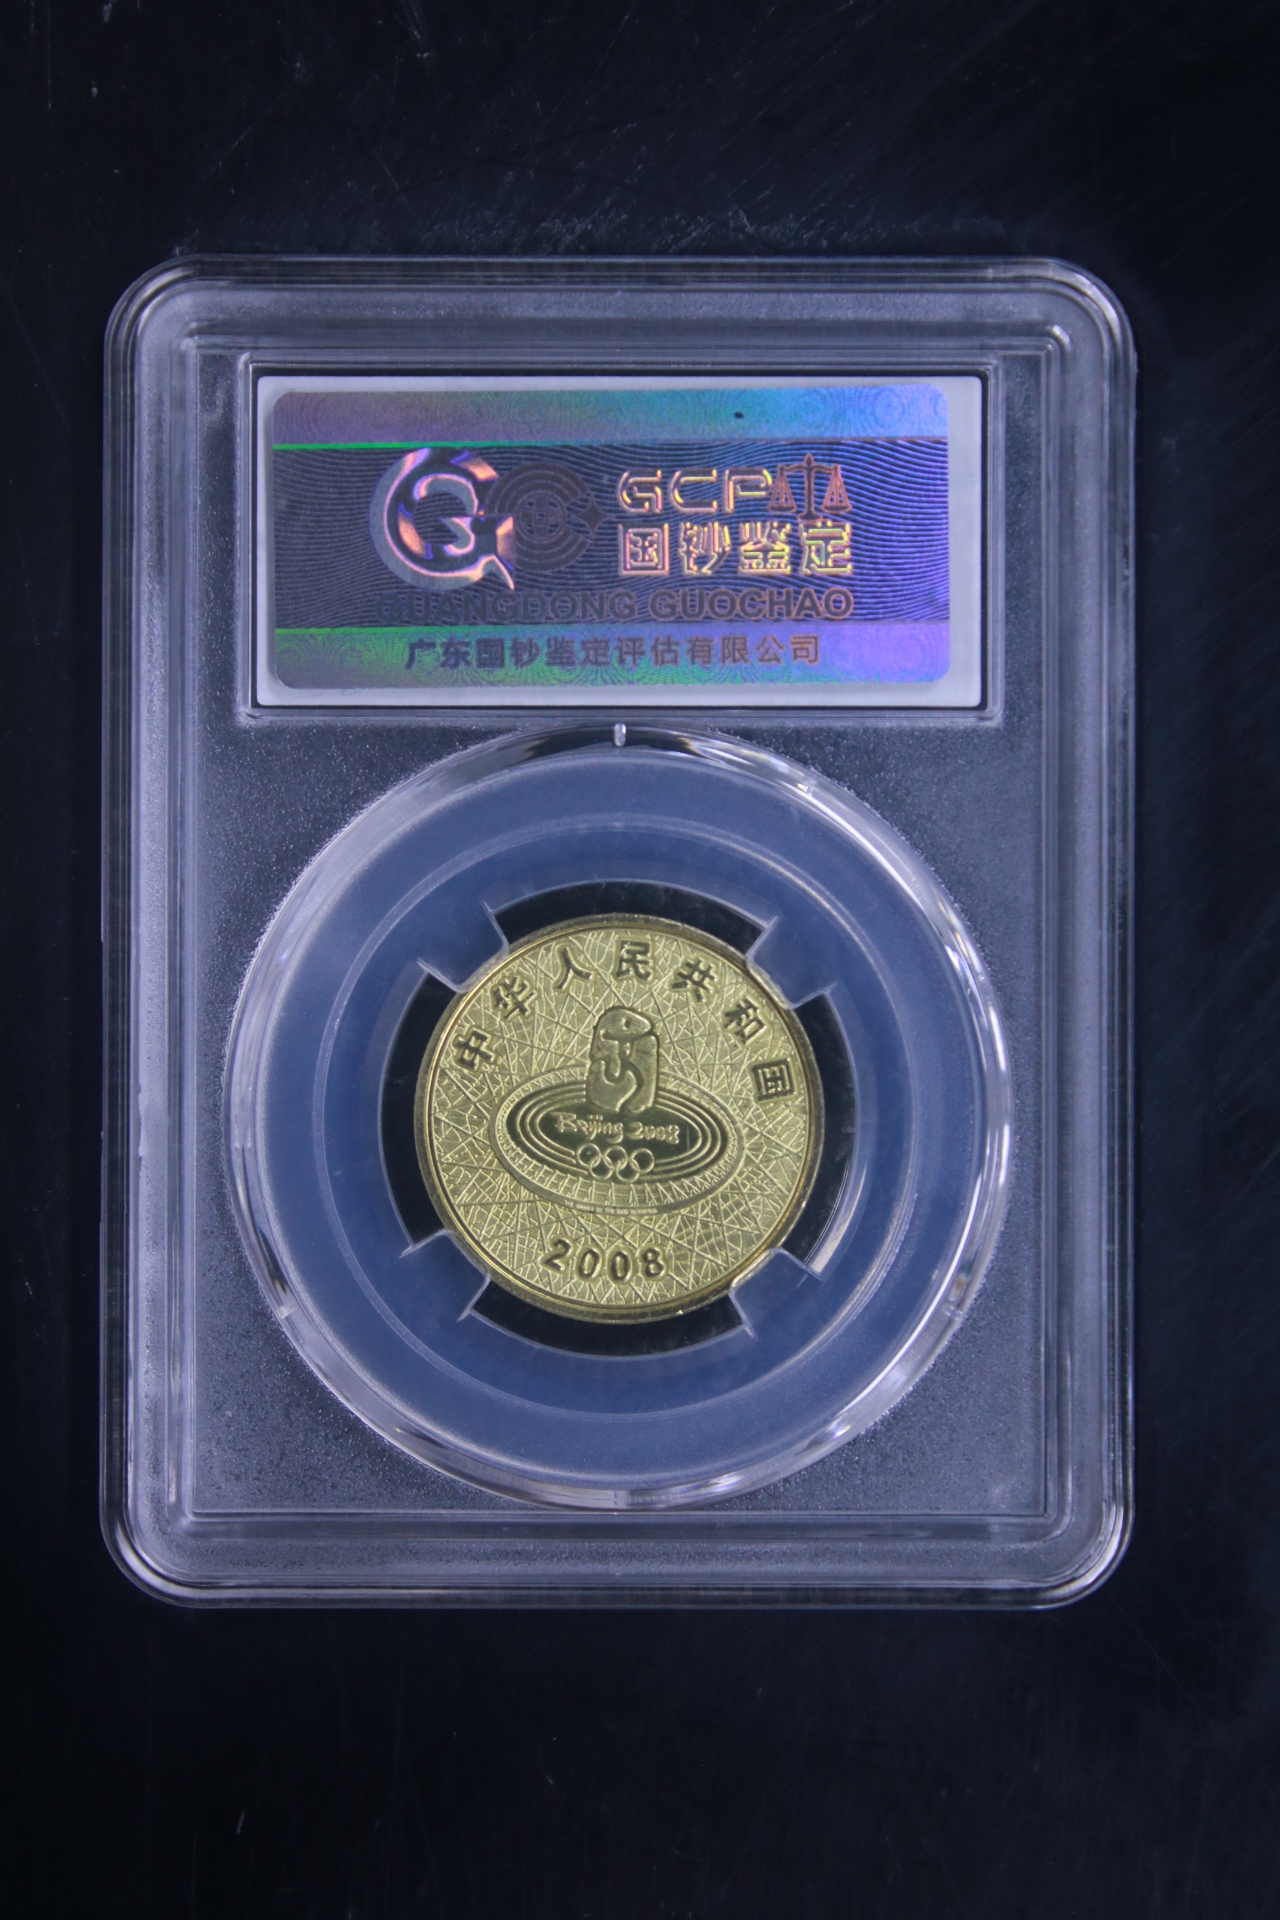 GCP
国钞鉴定
GUANGDONG GUOCHAO
广东国钞鉴定评估有限公司
中华人民共和国
Beijing 2008
2008